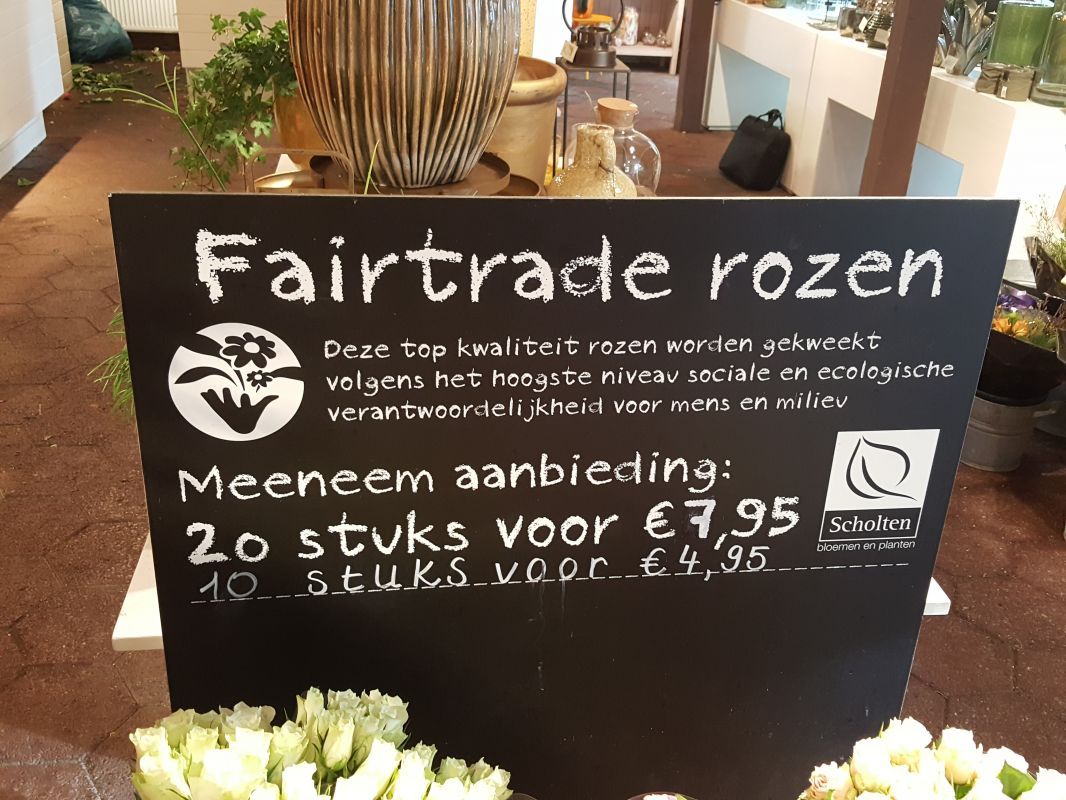 Fairtrade rozen
Deze top kwaliteit rozen worden gekweekt
volgens het hoogste niveau sociale en ecologische
verantwoordelijkheid voor mens en milieu
Meeneem aanbieding:
20 stuks voor €7,95
10 stuks voor €4,95
Scholten
bloemen en planten